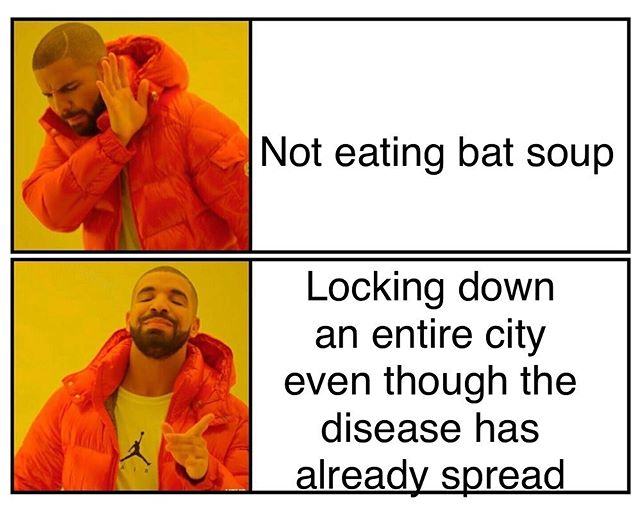 Not eating bat soup
Locking down
an entire city
even though the
disease has
already spread